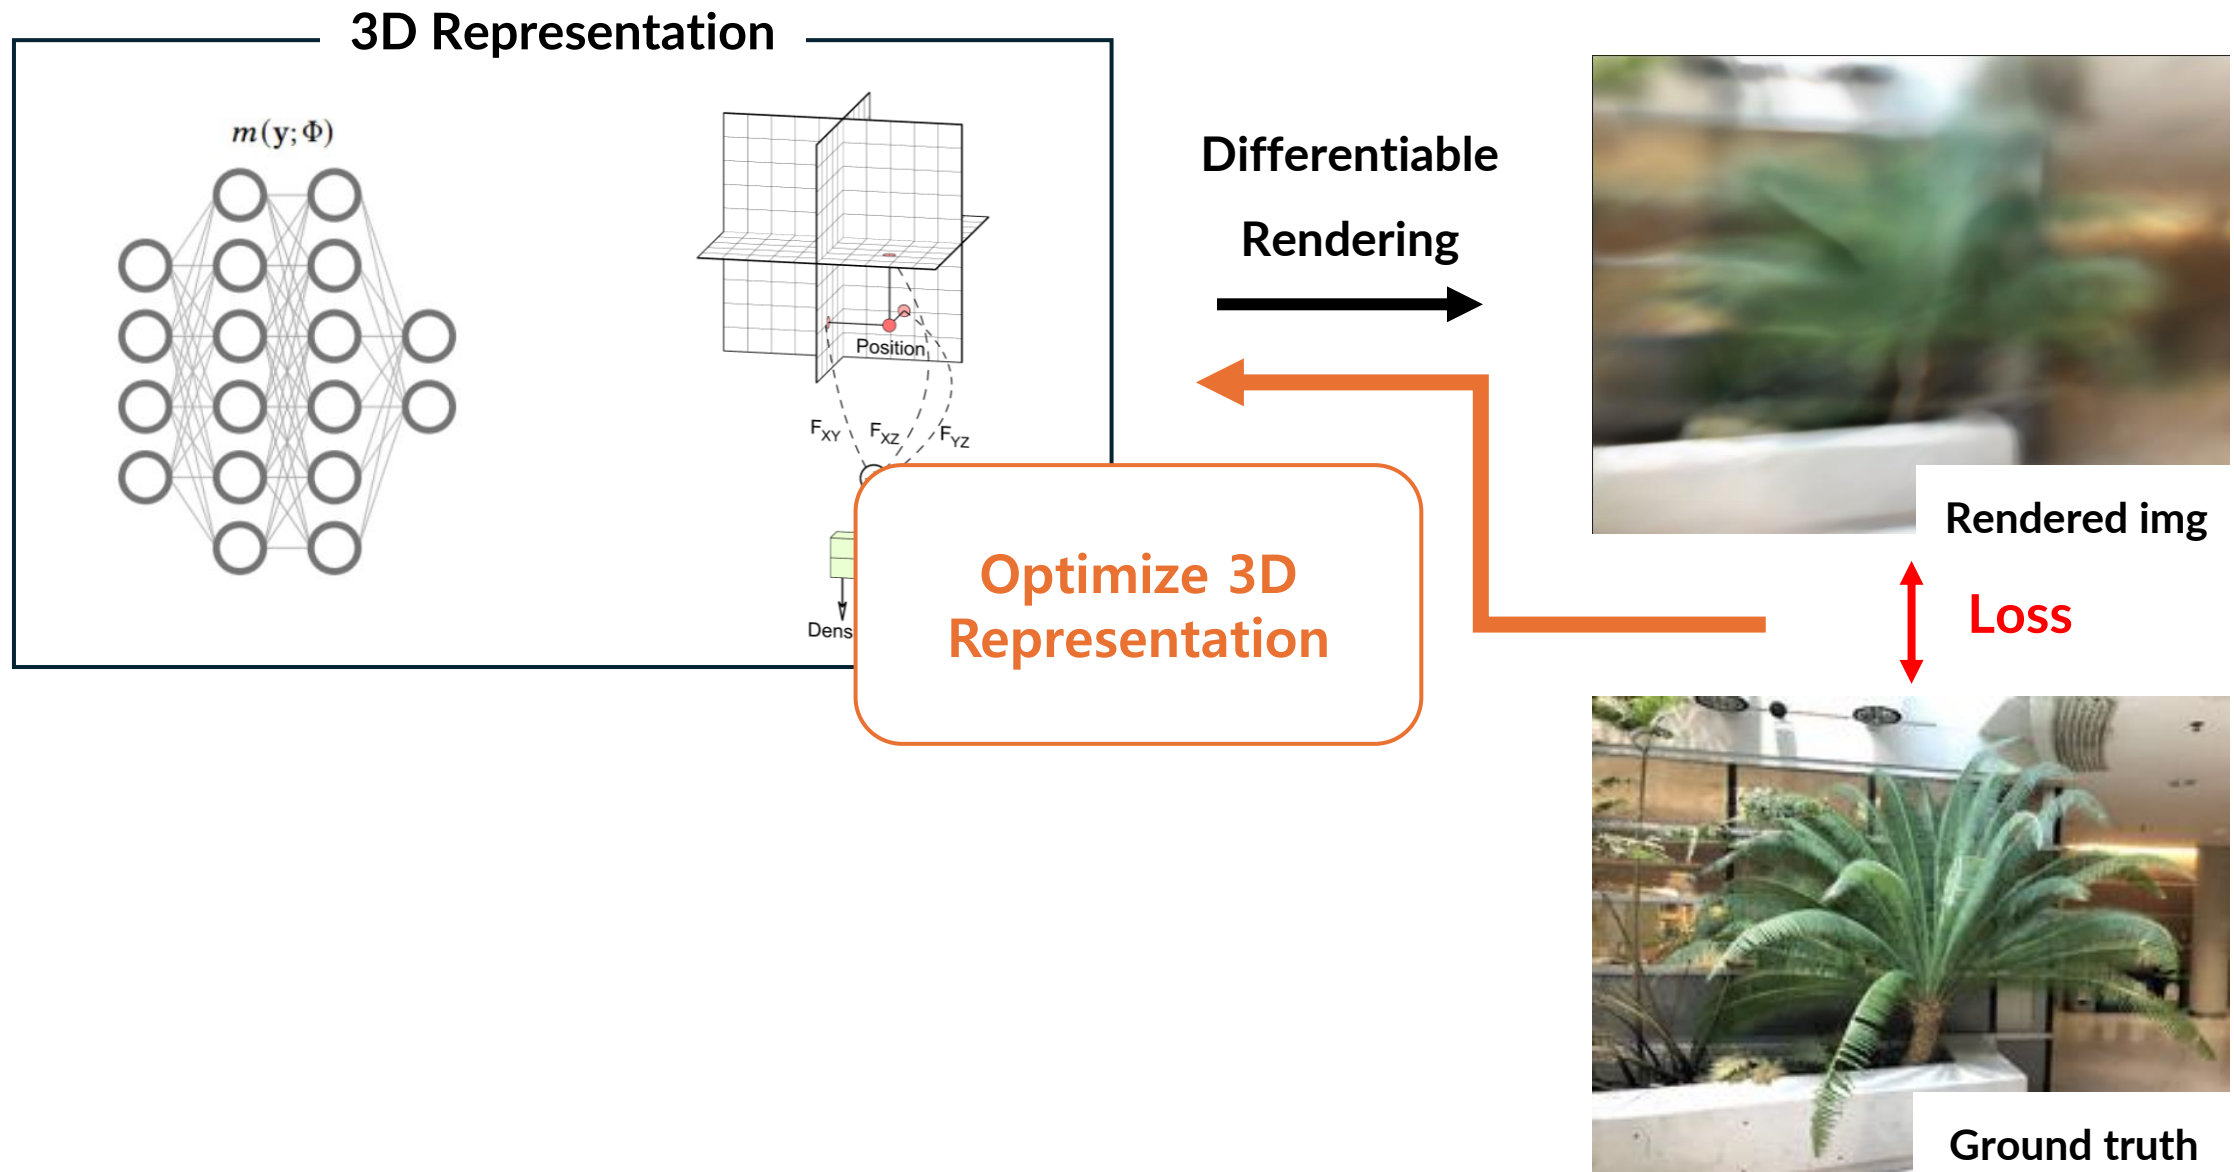 3D Representation
m(y;Φ)
Position
F_XY
F_XZ
F_YZ
Dens
Differentiable
Rendering
Optimize 3D
Representation
Rendered img
Loss
Ground truth